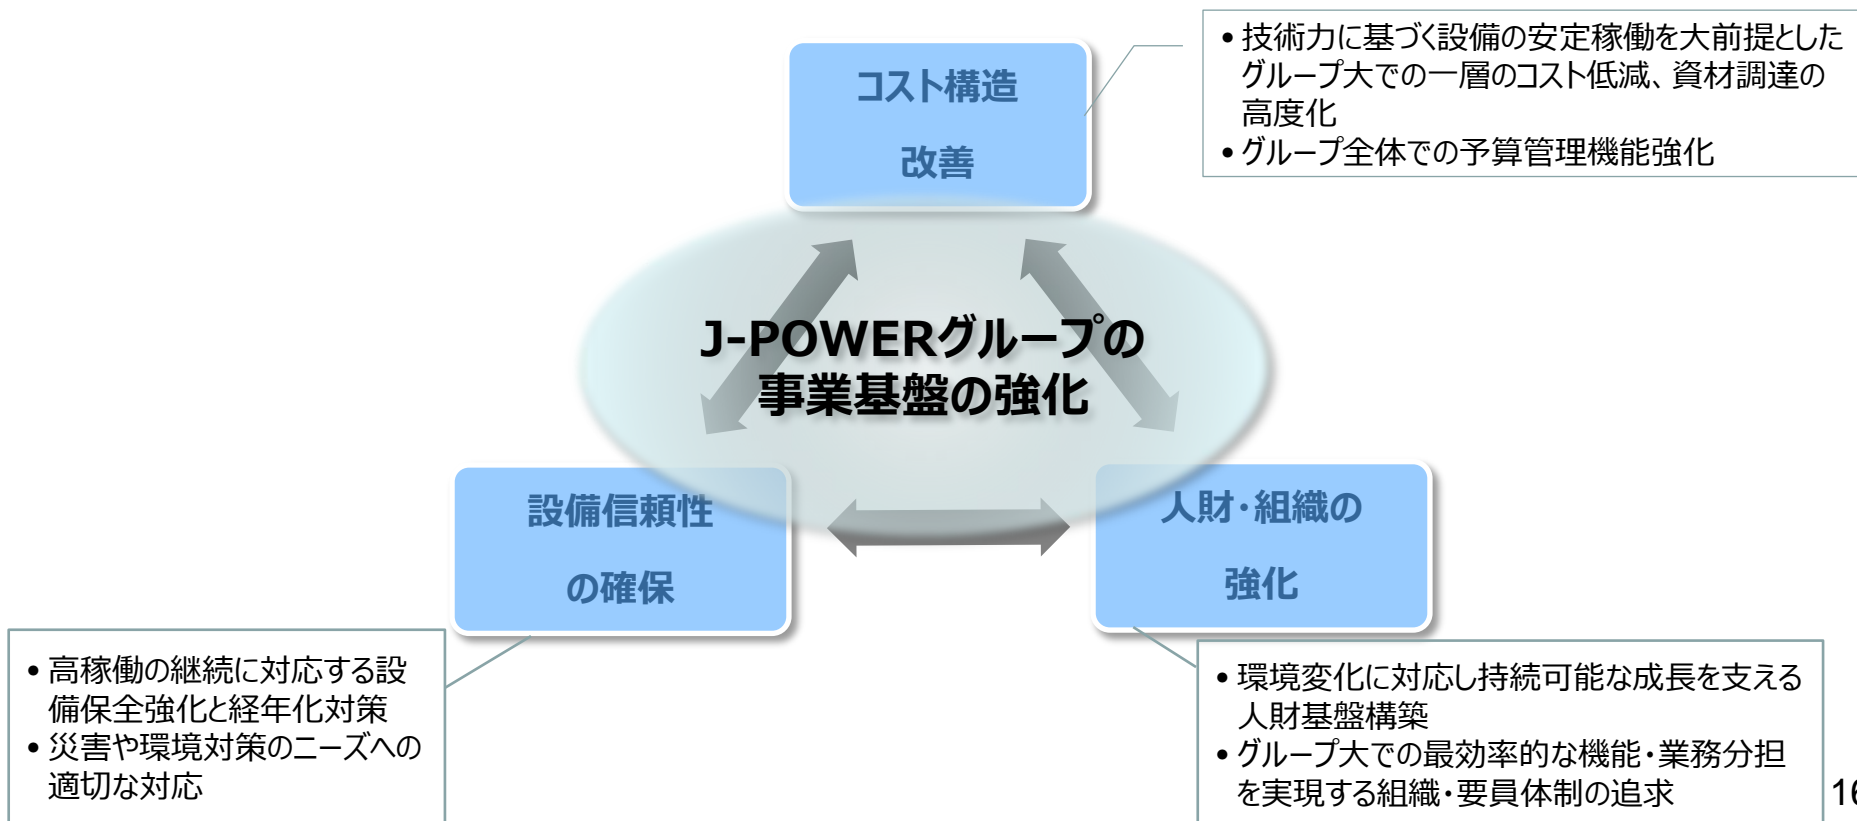 コスト構造
改善
• 技術力に基づく設備の安定稼働を大前提とした
グループ大での一層のコスト低減、資材調達の
高度化
• グループ全体での予算管理機能強化
J-POWERグループの
事業基盤の強化
設備信頼性
の確保
人財・組織の
強化
• 高稼働の継続に対応する設
備保全強化と経年化対策
• 災害や環境対策のニーズへの
適切な対応
• 環境変化に対応し持続可能な成長を支える
人財基盤構築
• グループ大での最効率的な機能・業務分担
を実現する組織・要員体制の追求
16